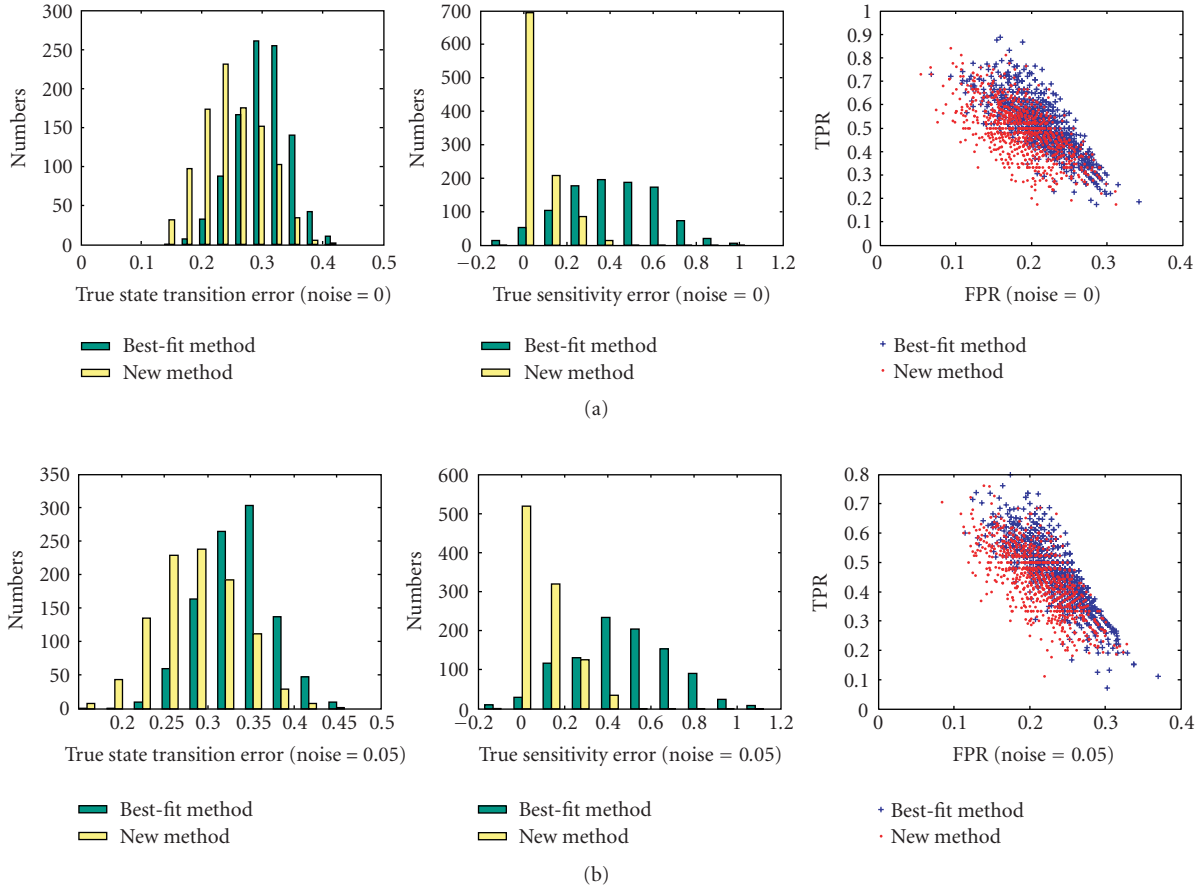 300
250
200
150
100
50
0
Numbers
0 0.1 0.2 0.3 0.4 0.5
True state transition error (noise = 0)
Best-fit method
New method
700
600
500
400
300
200
100
0
Numbers
−0.2 0 0.2 0.4 0.6 0.8 1 1.2
True sensitivity error (noise = 0)
Best-fit method
New method
1
0.9
0.8
0.7
0.6
0.5
0.4
0.3
0.2
0.1
0
TPR
0 0.1 0.2 0.3 0.4
FPR (noise = 0)
Best-fit method
New method
(a)
350
300
250
200
150
100
50
0
Numbers
0.2 0.25 0.3 0.35 0.4 0.45 0.5
True state transition error (noise = 0.05)
Best-fit method
New method
600
500
400
300
200
100
0
Numbers
−0.2 0 0.2 0.4 0.6 0.8 1 1.2
True sensitivity error (noise = 0.05)
Best-fit method
New method
0.8
0.7
0.6
0.5
0.4
0.3
0.2
0.1
0
TPR
0 0.1 0.2 0.3 0.4
FPR (noise = 0.05)
Best-fit method
New method
(b)